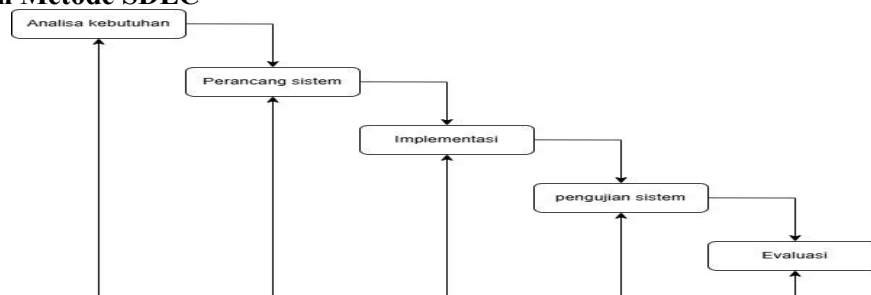 Metode SDLC
Analisa kebutuhan
Perancang sistem
Implementasi
pengujian sistem
Evaluasi